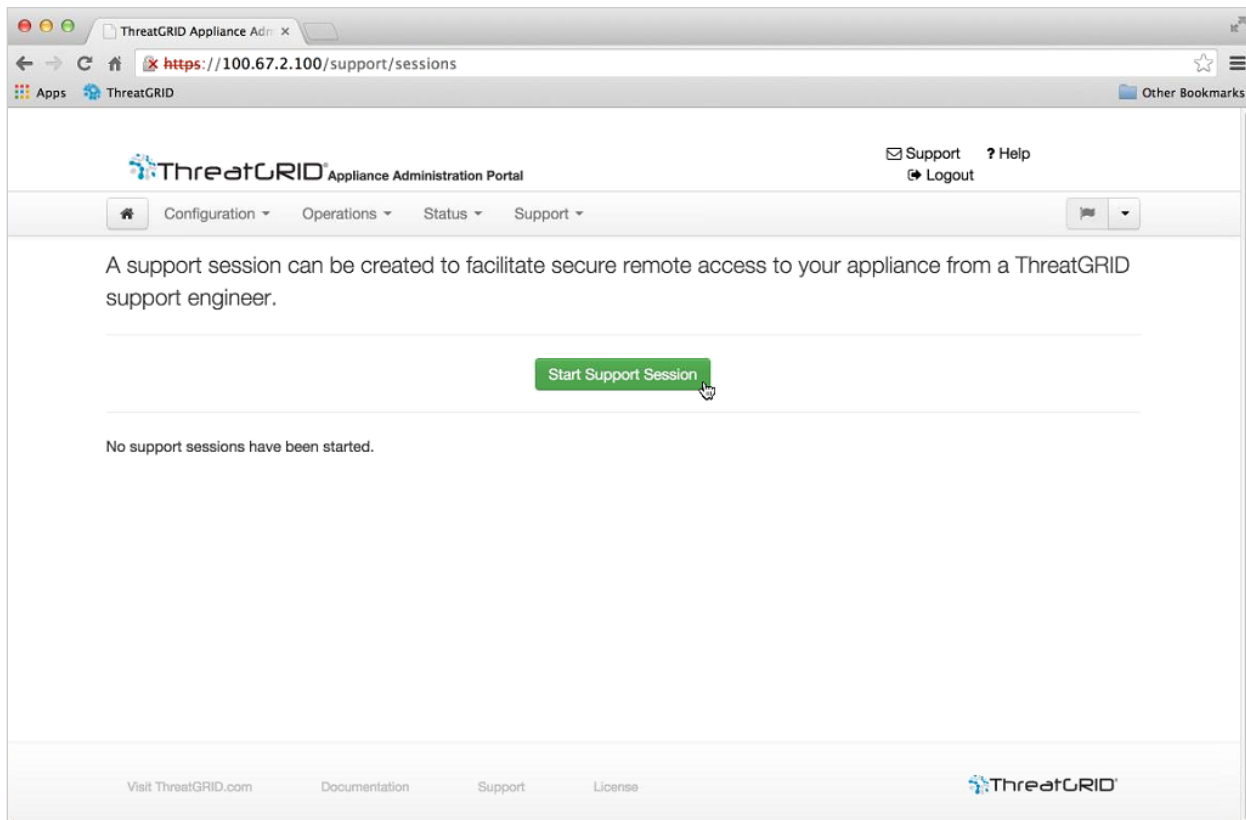 ThreatGRID Appliance Adm
https://100.67.2.100/support/sessions
Apps ThreatGRID Other Bookmarks
ThreatGRID® Appliance Administration Portal
Support ? Help
Logout
Configuration Operations Status Support
A support session can be created to facilitate secure remote access to your appliance from a ThreatGRID
support engineer.
Start Support Session
No support sessions have been started.
Visit ThreatGRID.com Documentation Support License ThreatGRID®